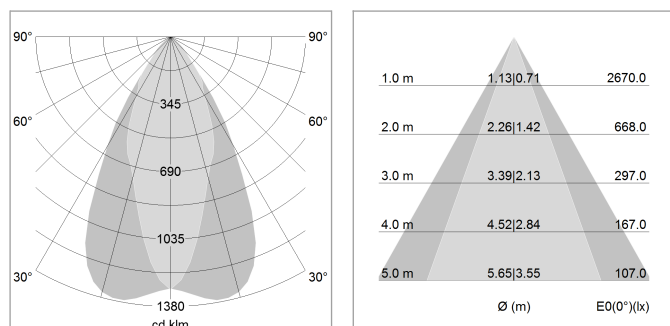 90° 90°
345
60° 60°
690
1035
30° 30°
1380
cd klm
1.0 m 1.13|0.71 2670.0
2.0 m 2.26|1.42 668.0
3.0 m 3.39|2.13 297.0
4.0 m 4.52|2.84 167.0
5.0 m 5.65|3.55 107.0
Ø (m) E0(0°)(lx)